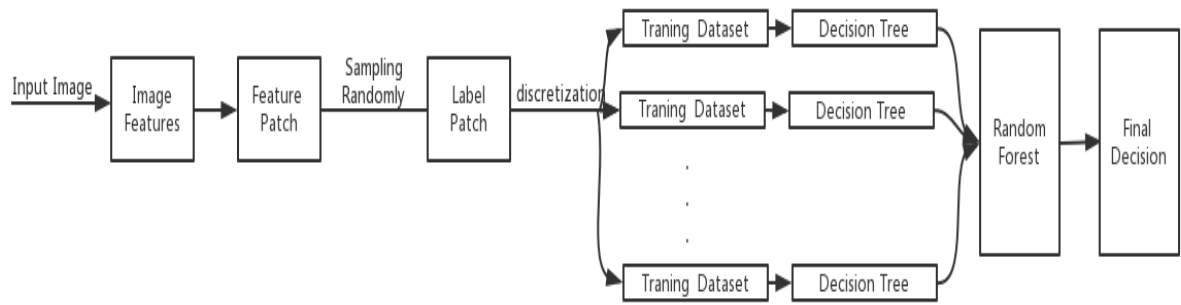 Input Image
Image
Features
Feature
Patch
Sampling
Randomly
Label
Patch
discretization
Traning Dataset
Decision Tree
Traning Dataset
Decision Tree
Traning Dataset
Decision Tree
Random
Forest
Final
Decision